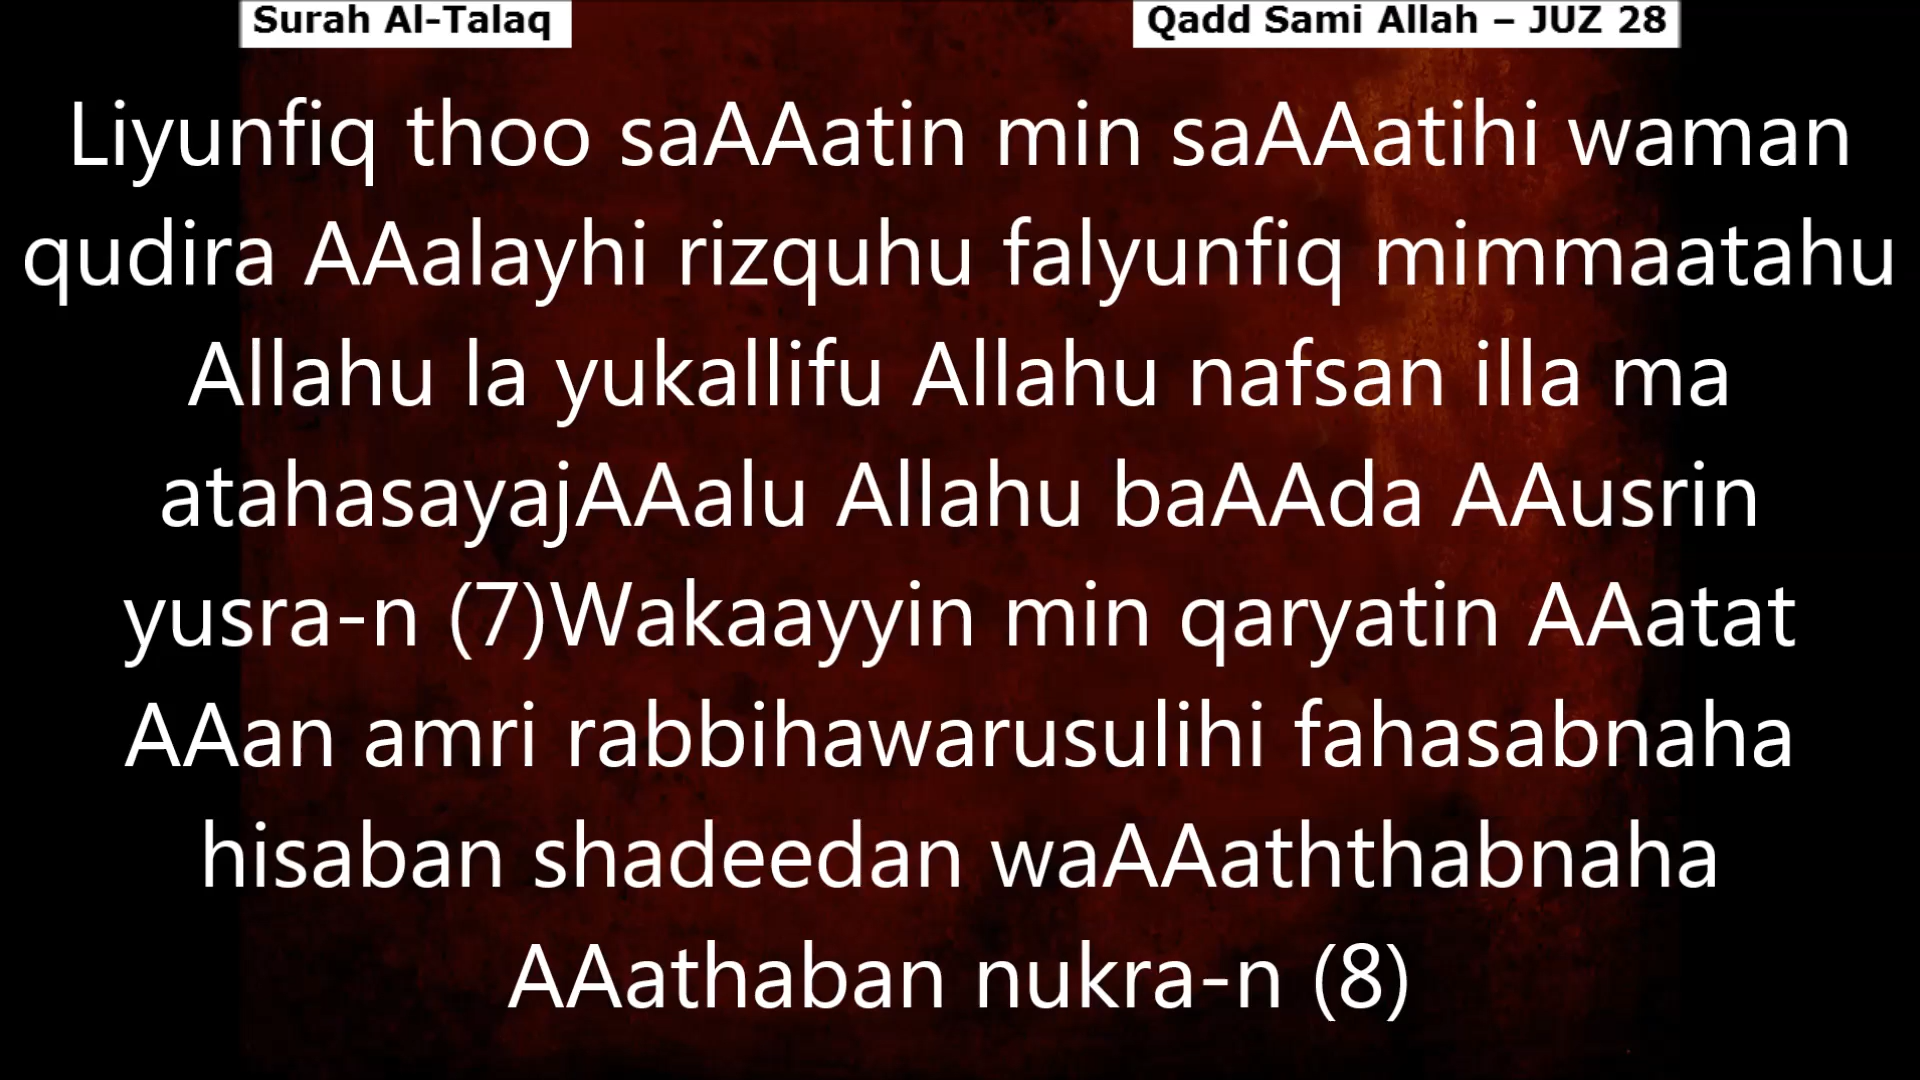 Surah Al-Talaq
Qadd Sami Allah – JUZ 28
Liyunfiq thoo saAAatin min saAAatihi waman
qudira AAalayhi rizquhu falyunfiq mimmaatahu
Allahu la yukallifu Allahu nafsan illa ma
atahasayajAAalu Allahu baAAda AAusrin
yusra-n (7)Wakaayyin min qaryatin AAatat
AAan amri rabbihawarusulihi fahasabnaha
hisaban shadeedan waAAaththabnaha
AAathaban nukra-n (8)